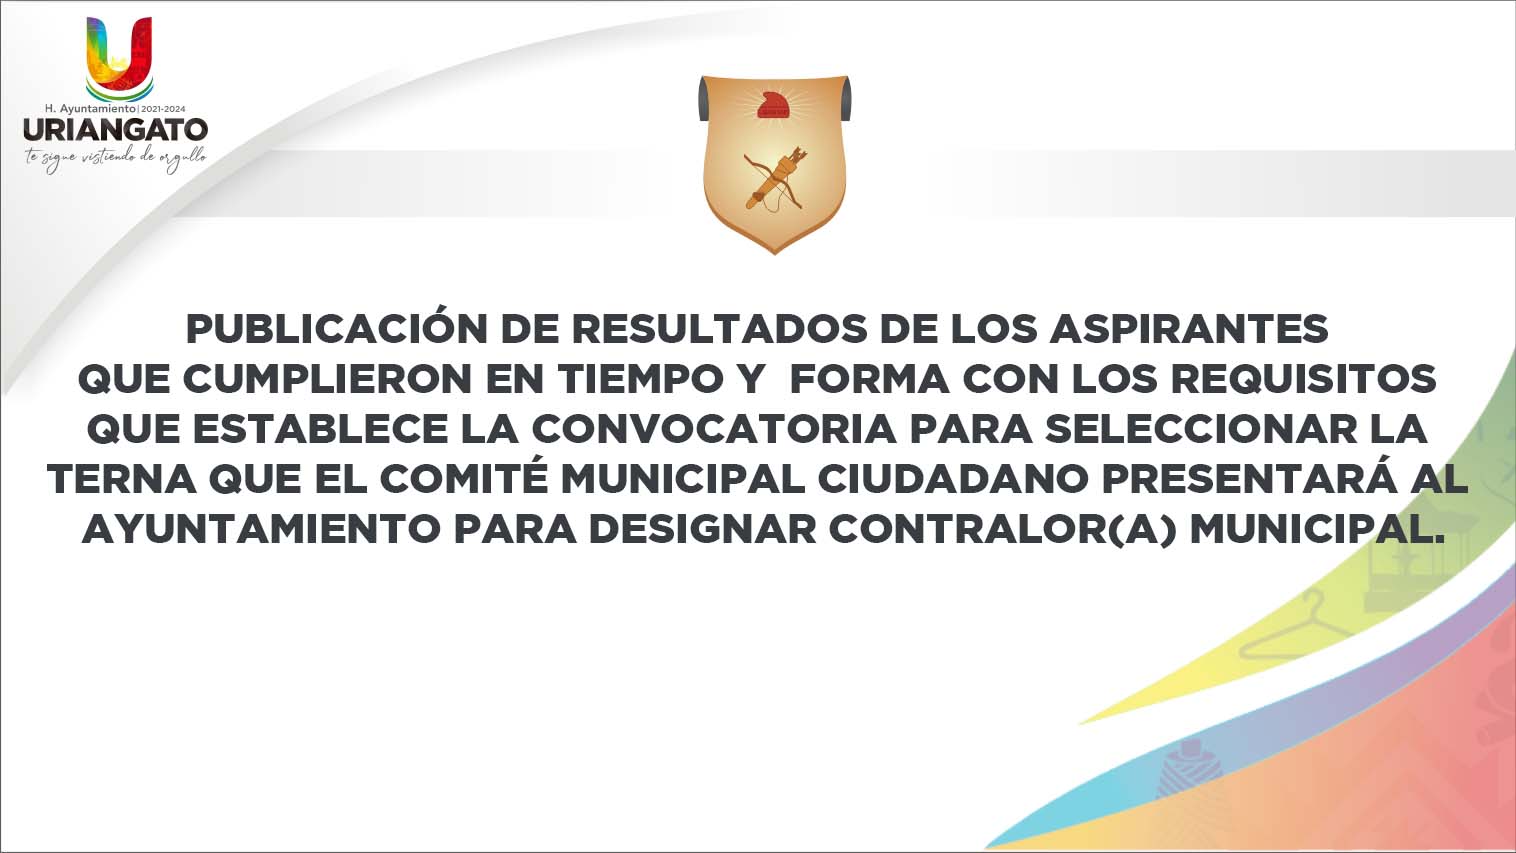 H. Ayuntamiento | 2021-2024
URIANGATO
te sigue vistiendo de orgullo
PUBLICACIÓN DE RESULTADOS DE LOS ASPIRANTES
QUE CUMPLIERON EN TIEMPO Y  FORMA CON LOS REQUISITOS
QUE ESTABLECE LA CONVOCATORIA PARA SELECCIONAR LA
TERNA QUE EL COMITÉ MUNICIPAL CIUDADANO PRESENTARÁ AL
AYUNTAMIENTO PARA DESIGNAR CONTRALOR(A) MUNICIPAL.